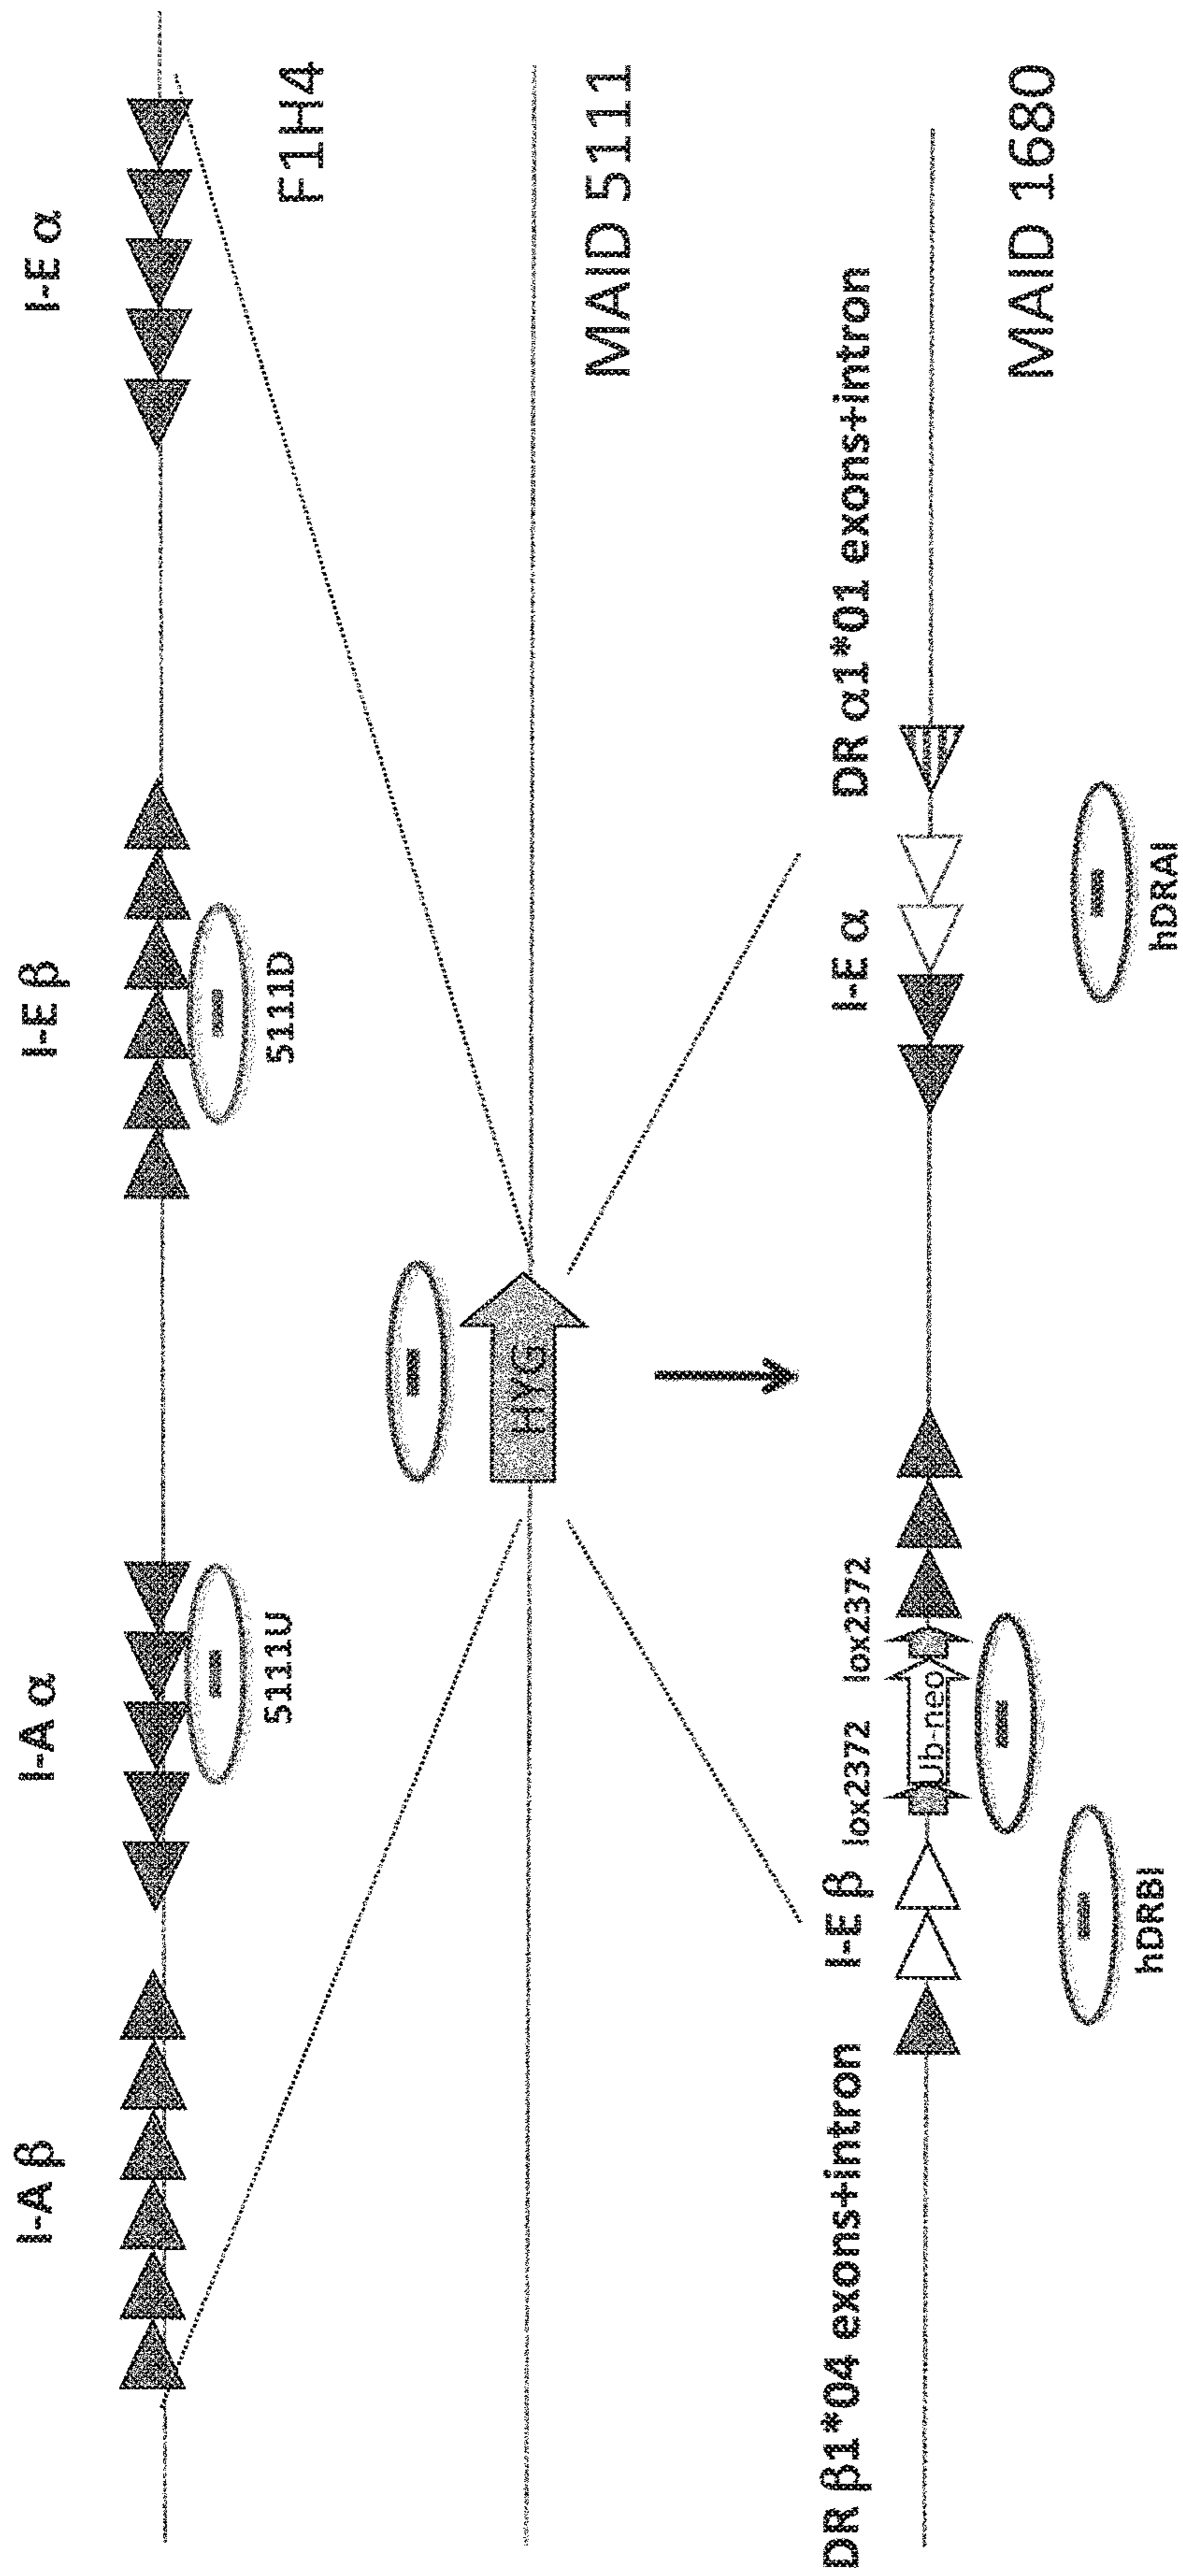 I-A β
I-A α
I-E β
I-E α
5111U
5111D
F1H4
HYG
MAID 5111
DR β1*04 exons+intron
I-E β
lox2372
lox2372
I-E α
DR α1*01 exons+intron
Ub-neo
MAID 1680
hDRBI
hDRAI